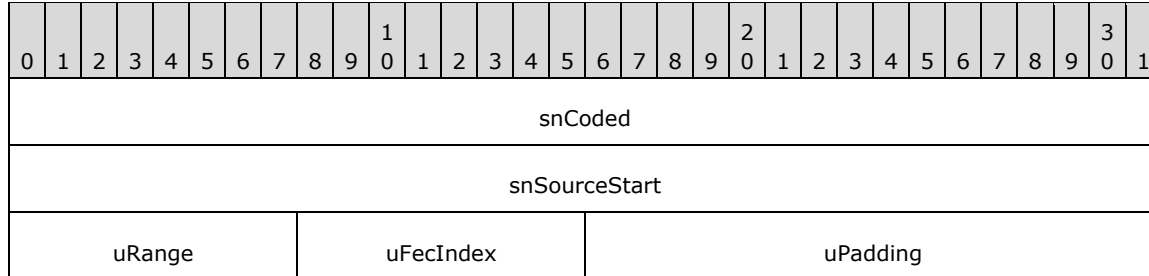 1 2 3
0 1 2 3 4 5 6 7 8 9 0 1 2 3 4 5 6 7 8 9 0 1 2 3 4 5 6 7 8 9 0 1
snCoded
snSourceStart
uRange uFecIndex uPadding